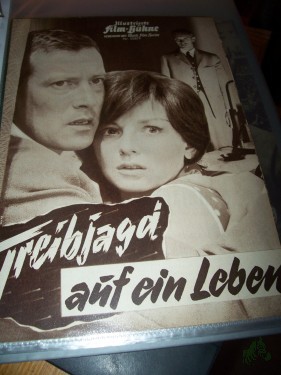 Illustrierte
Film-Bühne
Treibjagd
auf ein Leben